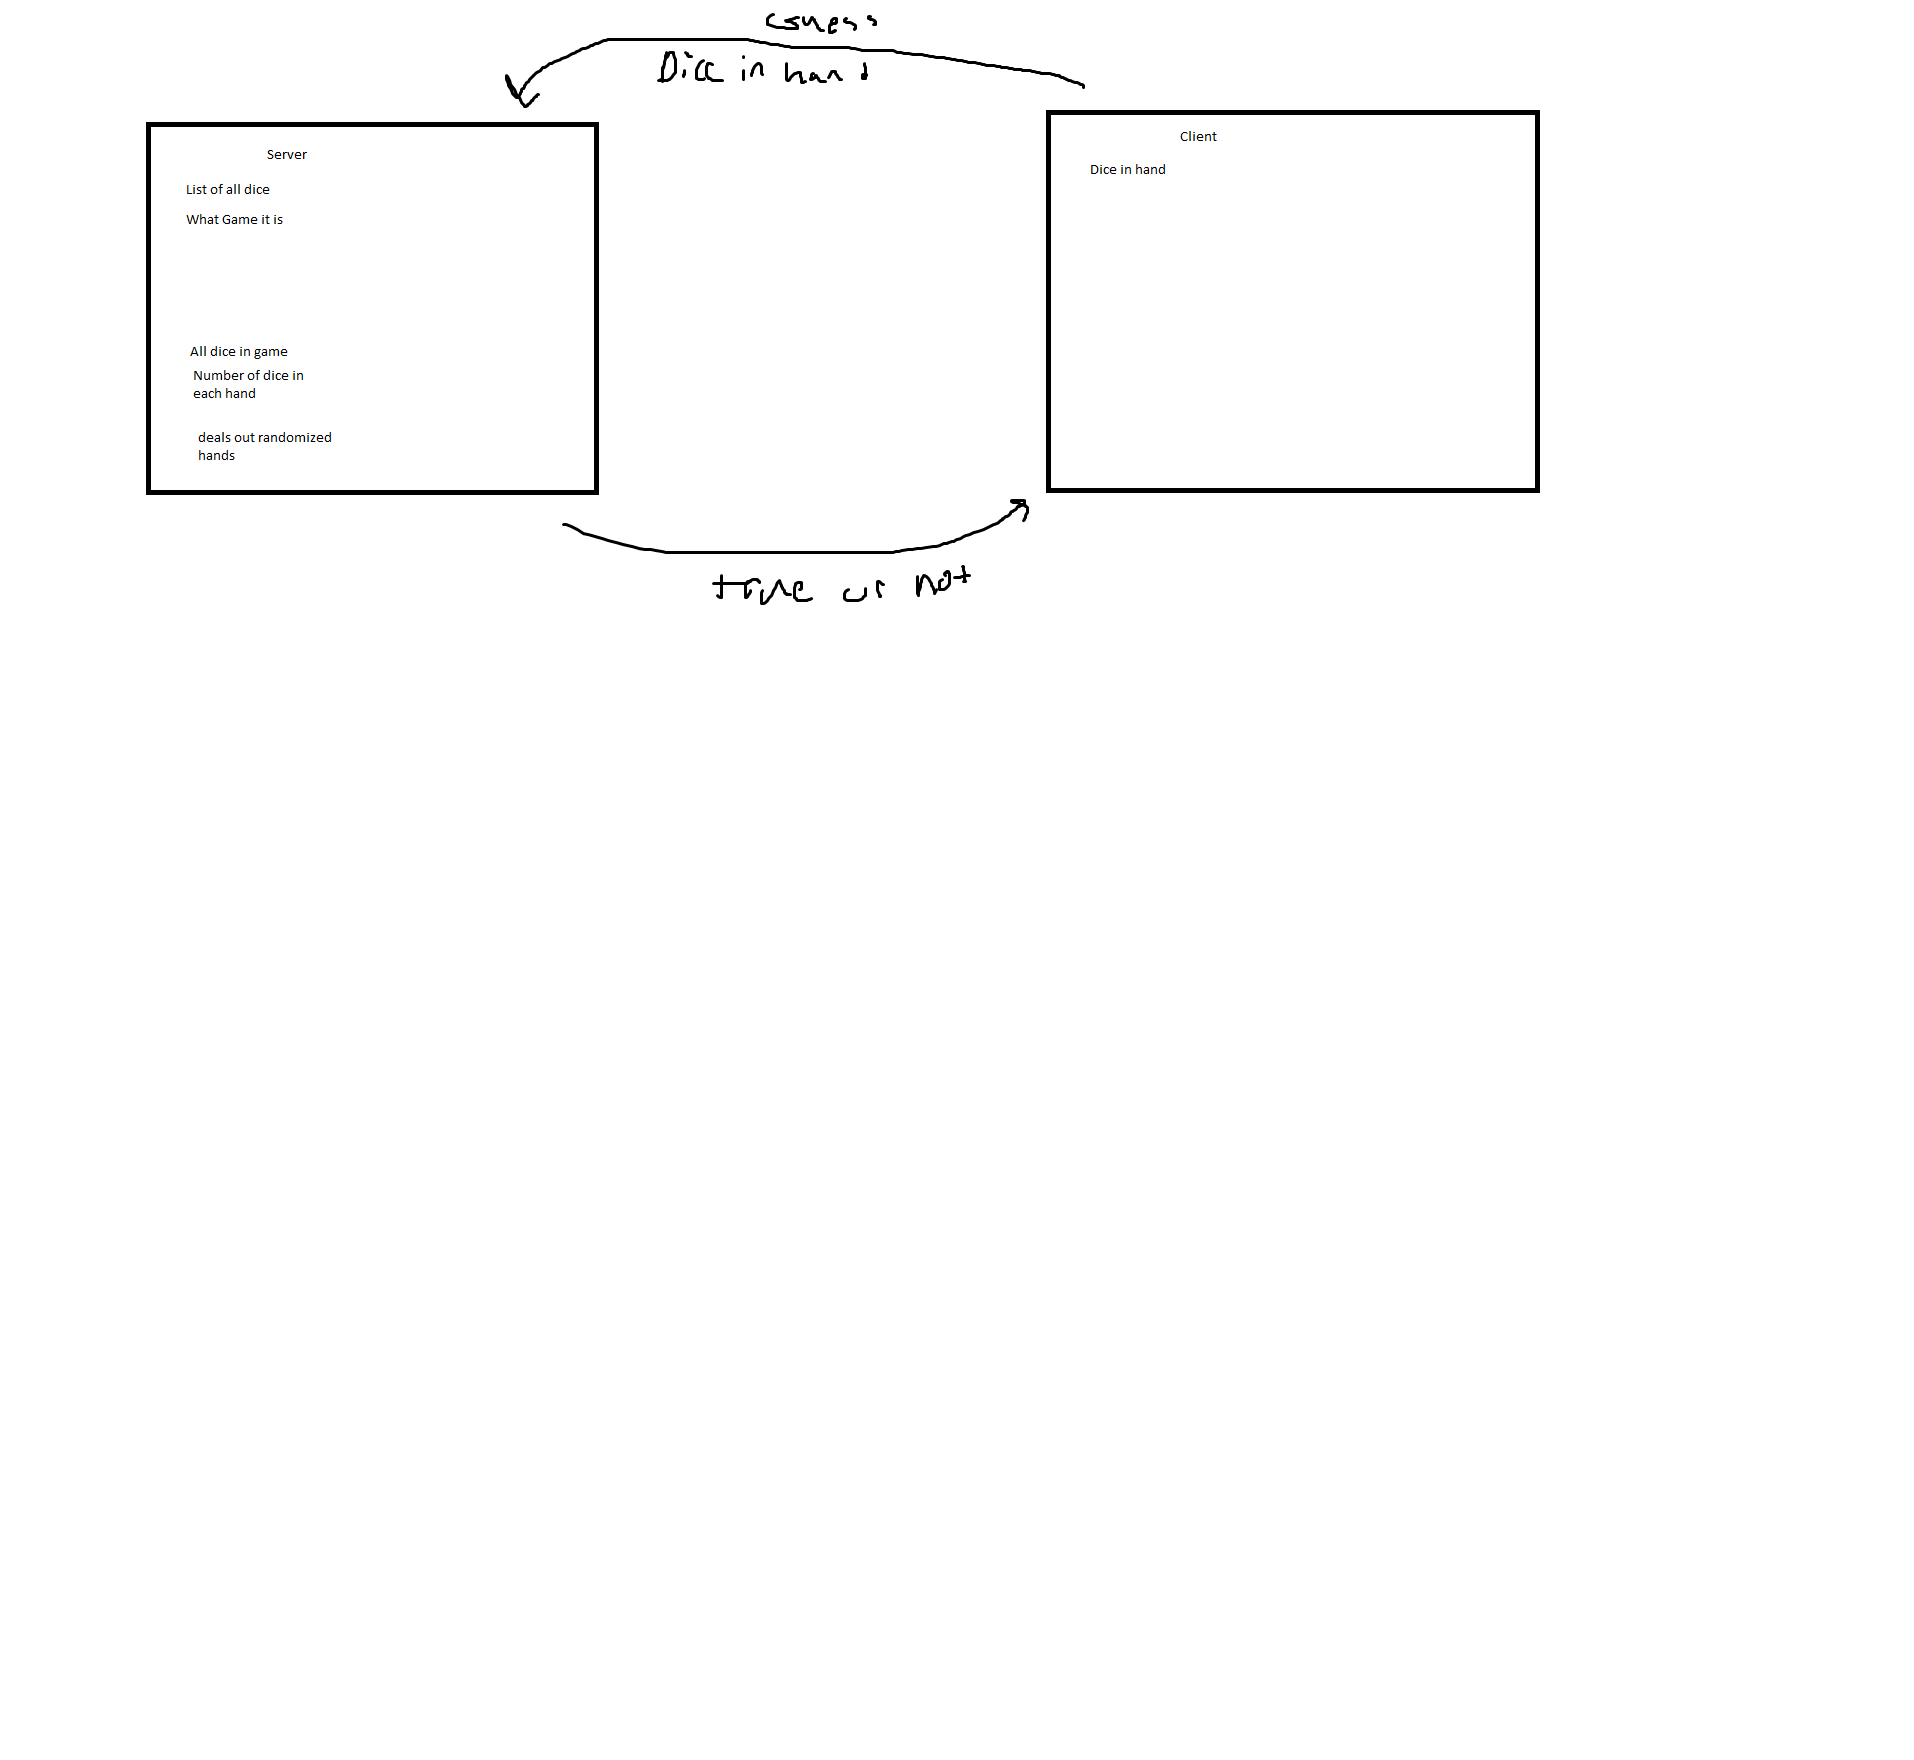 Guess
Dice in hand
Server
List of all dice
What Game it is
All dice in game
Number of dice in
each hand
deals out randomized
hands
Client
Dice in hand
true or not